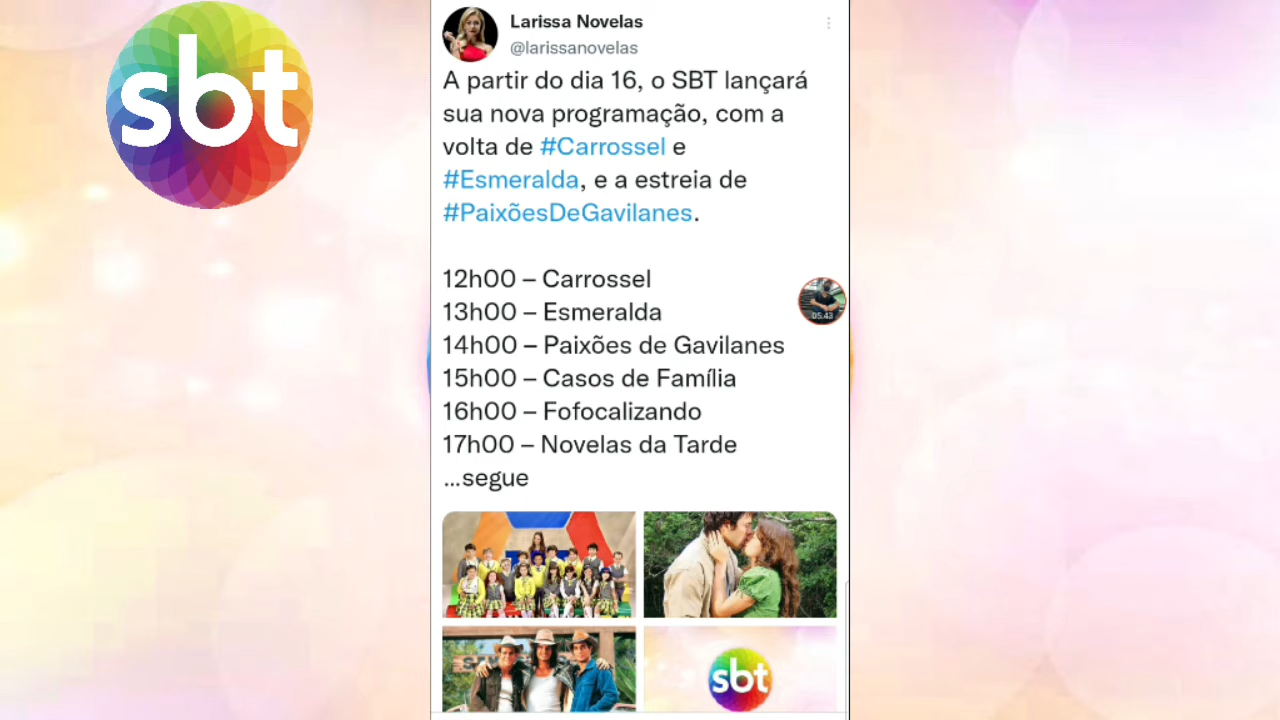 sbt
Larissa Novelas
@larissanovelas
A partir do dia 16, o SBT lançará
sua nova programação, com a
volta de #Carrossel e
#Esmeralda, e a estreia de
#PaixõesDeGavilanes.
12h00 – Carrossel
13h00 – Esmeralda
14h00 – Paixões de Gavilanes
15h00 – Casos de Família
16h00 – Fofocalizando
17h00 – Novelas da Tarde
...segue
05:43
sbt